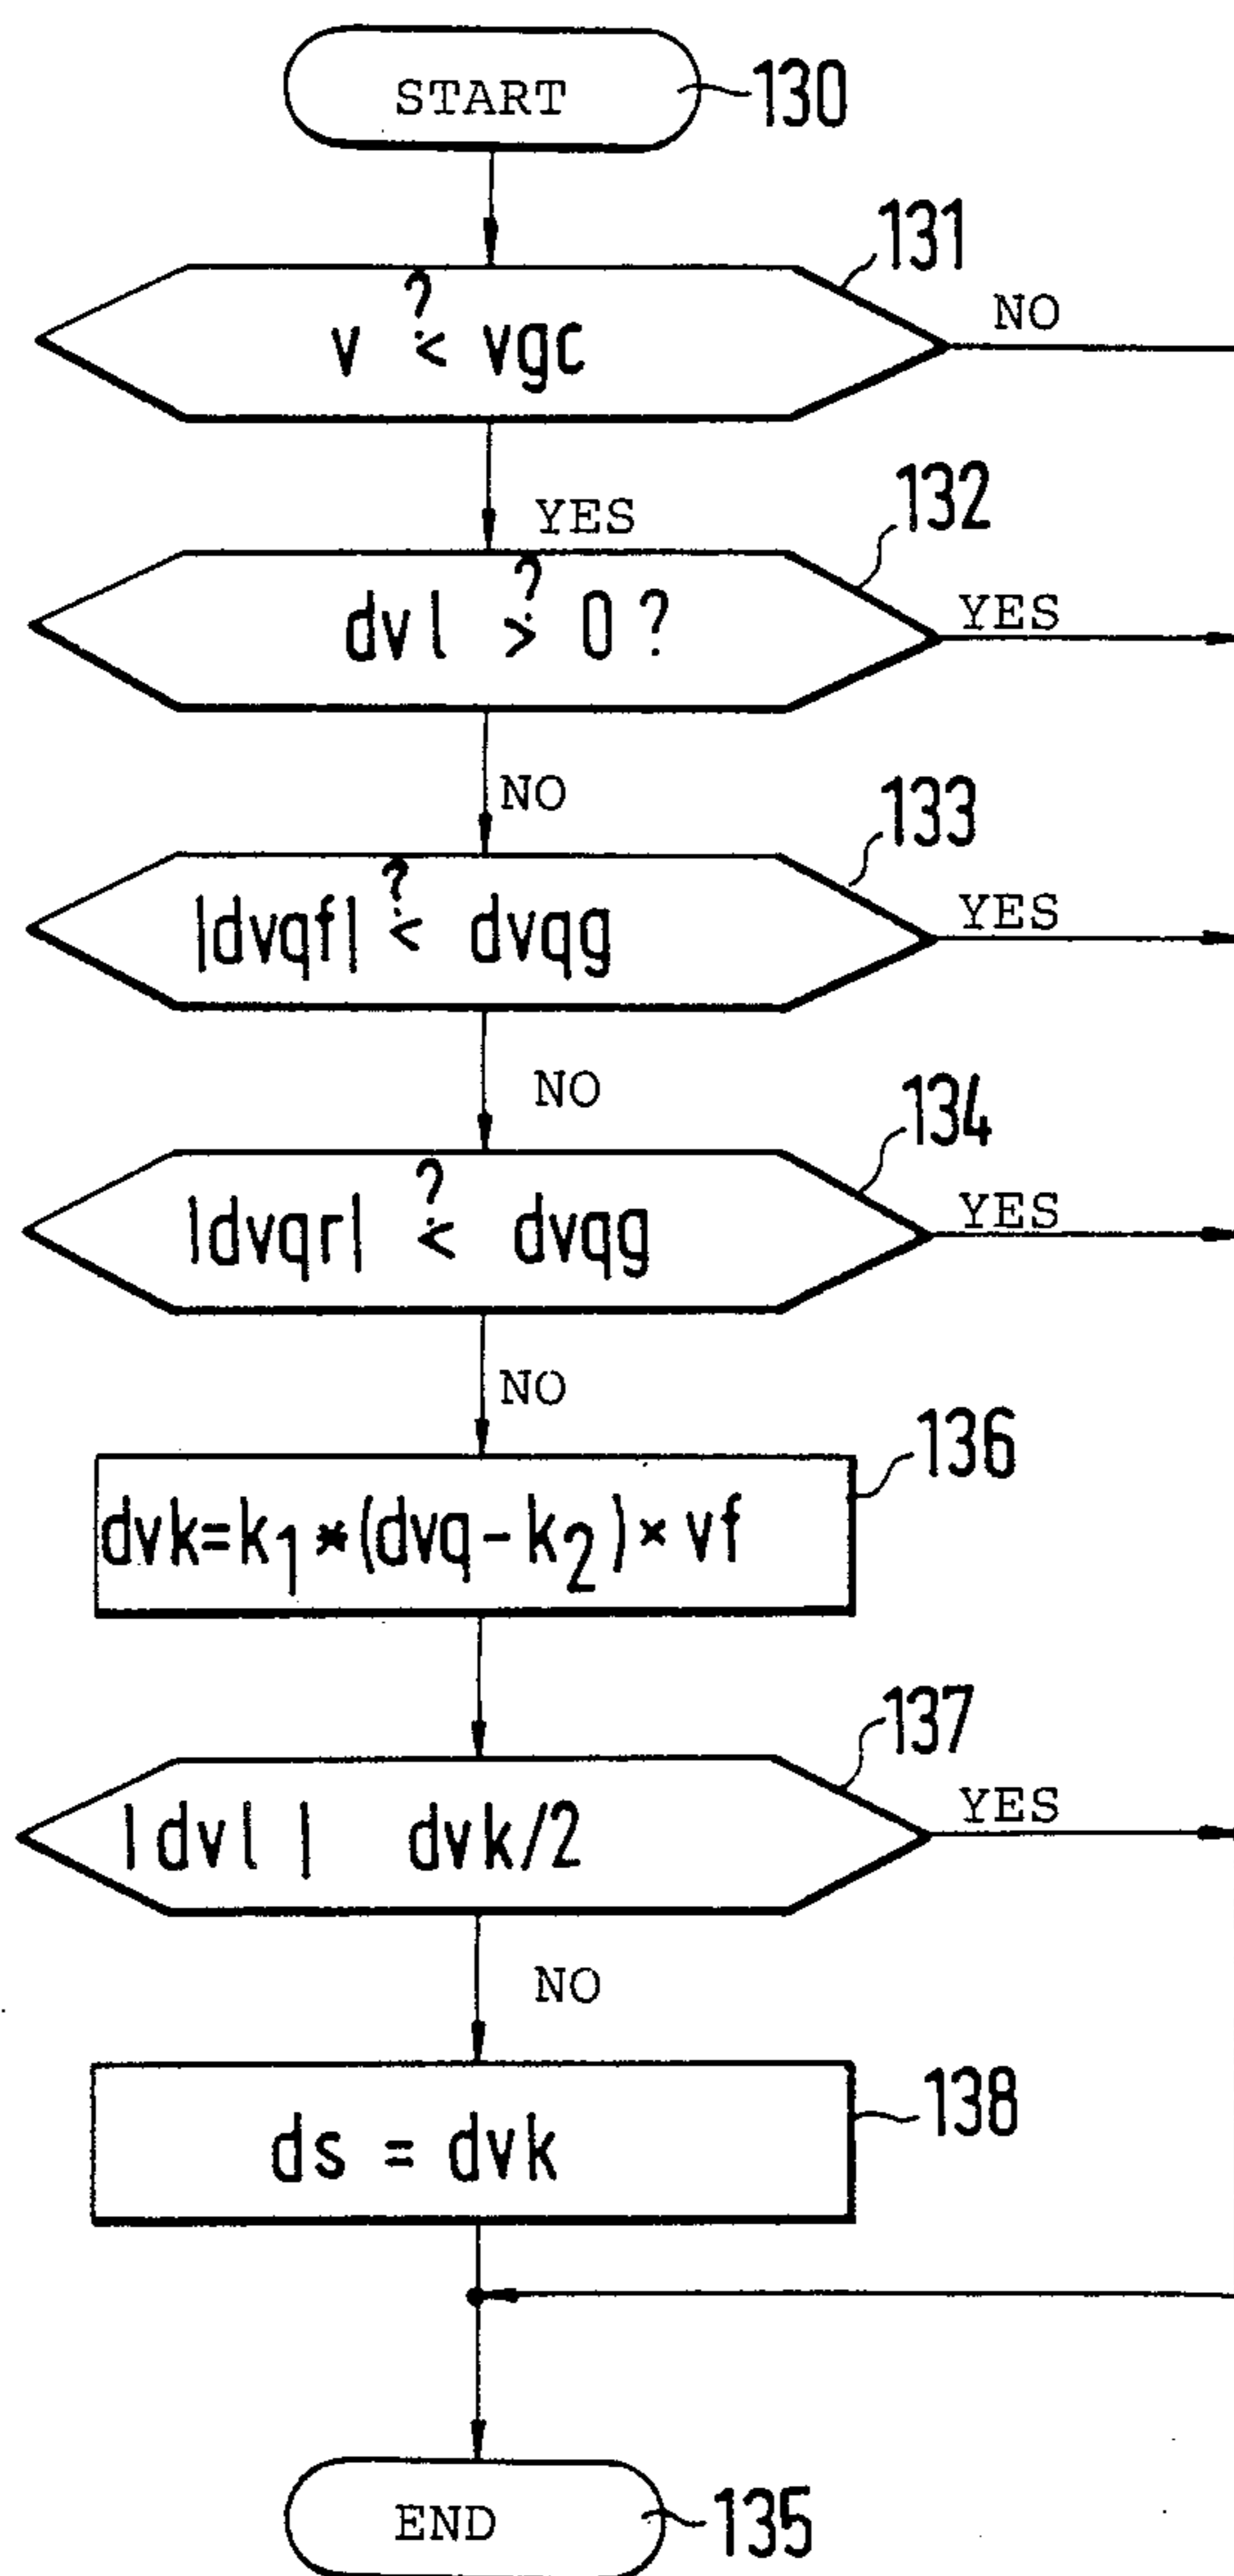 START
130
131
v <? vgc
NO
YES
132
dvl >? 0 ?
YES
NO
133
|dvqf| <? dvqg
YES
NO
134
|dvqr| <? dvqg
YES
NO
136
dvk=k1*(dvq-k2)×vf
137
|dvl| dvk/2
YES
NO
138
ds = dvk
END
135